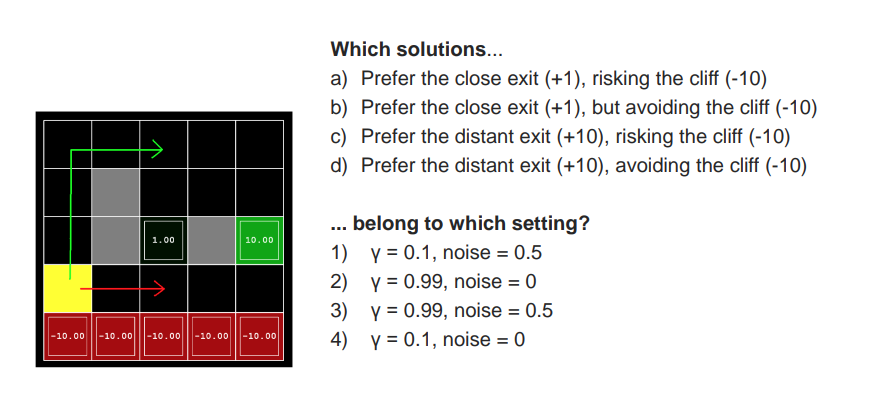 Which solutions...
a) Prefer the close exit (+1), risking the cliff (-10)
b) Prefer the close exit (+1), but avoiding the cliff (-10)
c) Prefer the distant exit (+10), risking the cliff (-10)
d) Prefer the distant exit (+10), avoiding the cliff (-10)
... belong to which setting?
1) γ = 0.1, noise = 0.5
2) γ = 0.99, noise = 0
3) γ = 0.99, noise = 0.5
4) γ = 0.1, noise = 0
1.00 10.00
-10.00 -10.00 -10.00 -10.00 -10.00